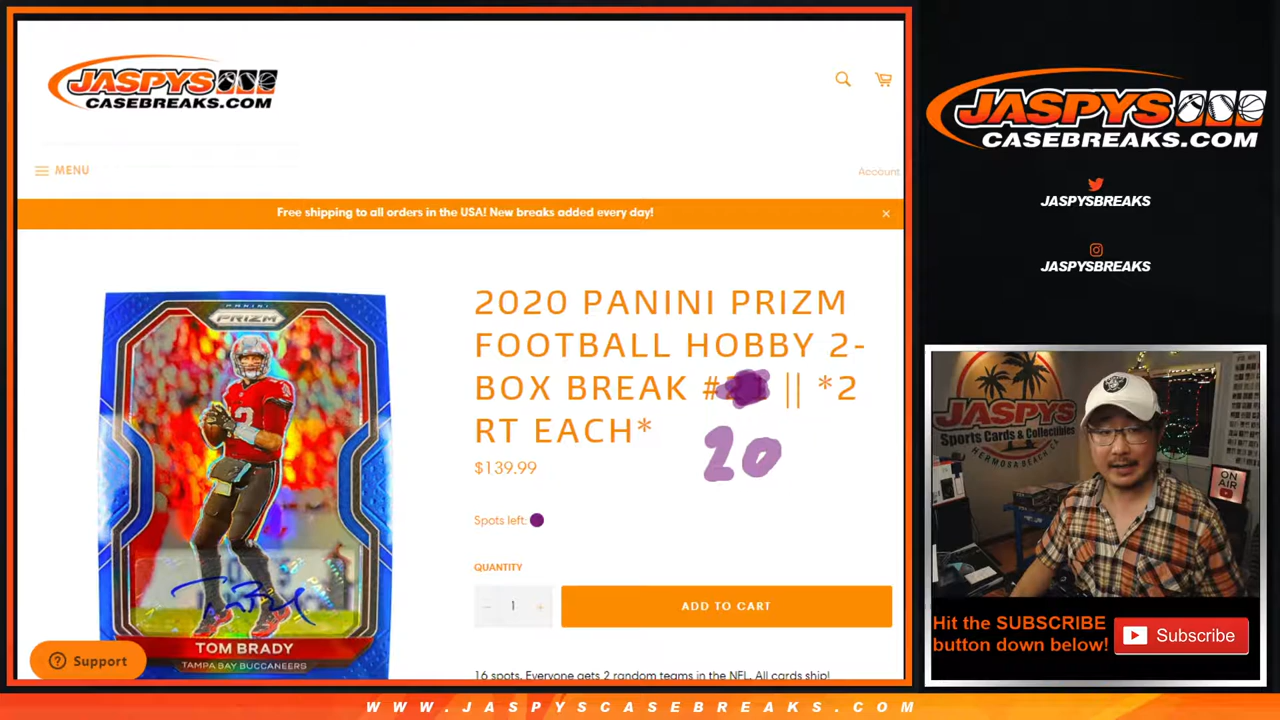 JASPYS
CASEBREAKS.COM
MENU
Account
Free shipping to all orders in the USA! New breaks added every day!
×
PANINI
PRIZM
TOM BRADY
TAMPA BAY BUCCANEERS
Support
2020 PANINI PRIZM
FOOTBALL HOBBY 2-
BOX BREAK # || *2
RT EACH*
20
$139.99
Spots left:
QUANTITY
− 1 +
ADD TO CART
16 spots. Everyone gets 2 random teams in the NFL. All cards ship!
JASPYS
CASEBREAKS.COM
JASPYSBREAKS
JASPYSBREAKS
JASPYS
Sports Cards & Collectibles
HERMOSA BEACH, CA
ON
AIR
Hit the SUBSCRIBE
button down below!
Subscribe
WWW.JASPYSCASEBREAKS.COM